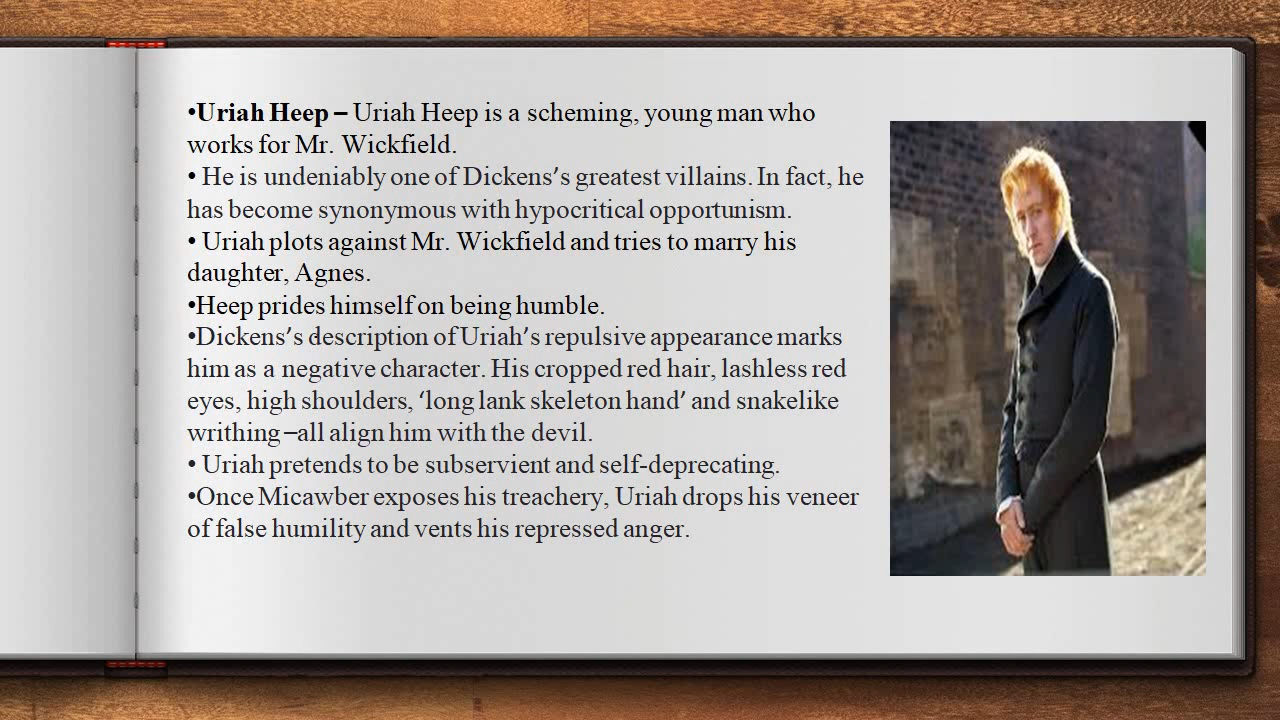 •Uriah Heep – Uriah Heep is a scheming, young man who
works for Mr. Wickfield.
• He is undeniably one of Dickens’s greatest villains. In fact, he
has become synonymous with hypocritical opportunism.
• Uriah plots against Mr. Wickfield and tries to marry his
daughter, Agnes.
•Heep prides himself on being humble.
•Dickens’s description of Uriah’s repulsive appearance marks
him as a negative character. His cropped red hair, lashless red
eyes, high shoulders, ‘long lank skeleton hand’ and snakelike
writhing–all align him with the devil.
• Uriah pretends to be subservient and self-deprecating.
•Once Micawber exposes his treachery, Uriah drops his veneer
of false humility and vents his repressed anger.